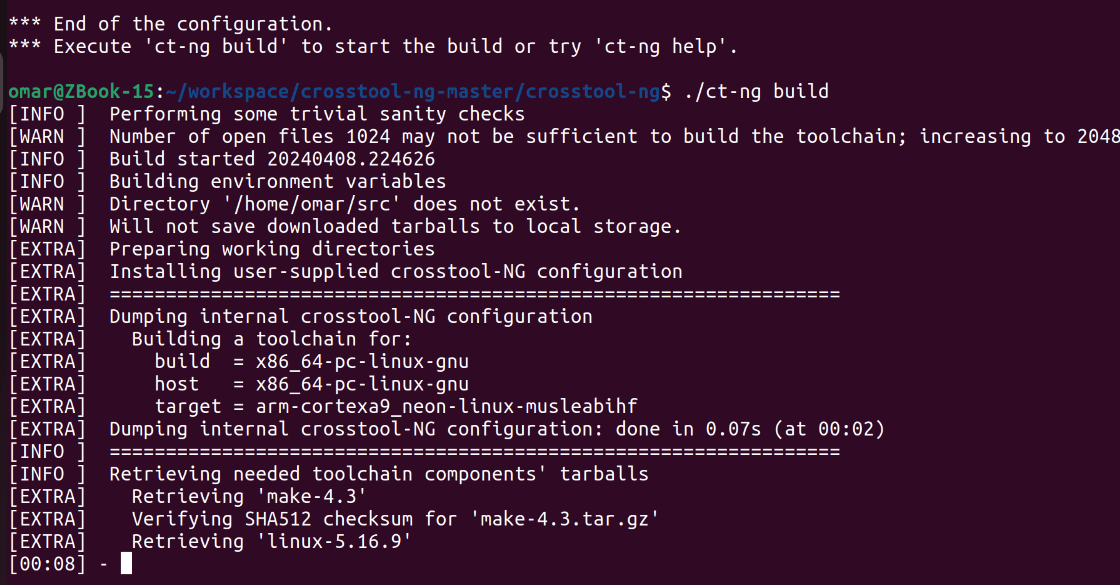 *** End of the configuration.
*** Execute 'ct-ng build' to start the build or try 'ct-ng help'.
omar@ZBook-15:~/workspace/crosstool-ng-master/crosstool-ng$ ./ct-ng build
[INFO ]  Performing some trivial sanity checks
[WARN ]  Number of open files 1024 may not be sufficient to build the toolchain; increasing to 2048
[INFO ]  Build started 20240408.224626
[INFO ]  Building environment variables
[WARN ]  Directory '/home/omar/src' does not exist.
[WARN ]  Will not save downloaded tarballs to local storage.
[EXTRA]  Preparing working directories
[EXTRA]  Installing user-supplied crosstool-NG configuration
[EXTRA]  =================================================================
[EXTRA]  Dumping internal crosstool-NG configuration
[EXTRA]    Building a toolchain for:
[EXTRA]      build  = x86_64-pc-linux-gnu
[EXTRA]      host   = x86_64-pc-linux-gnu
[EXTRA]      target = arm-cortexa9_neon-linux-musleabihf
[EXTRA]  Dumping internal crosstool-NG configuration: done in 0.07s (at 00:02)
[INFO ]  =================================================================
[INFO ]  Retrieving needed toolchain components' tarballs
[EXTRA]    Retrieving 'make-4.3'
[EXTRA]    Verifying SHA512 checksum for 'make-4.3.tar.gz'
[EXTRA]    Retrieving 'linux-5.16.9'
[00:08] -